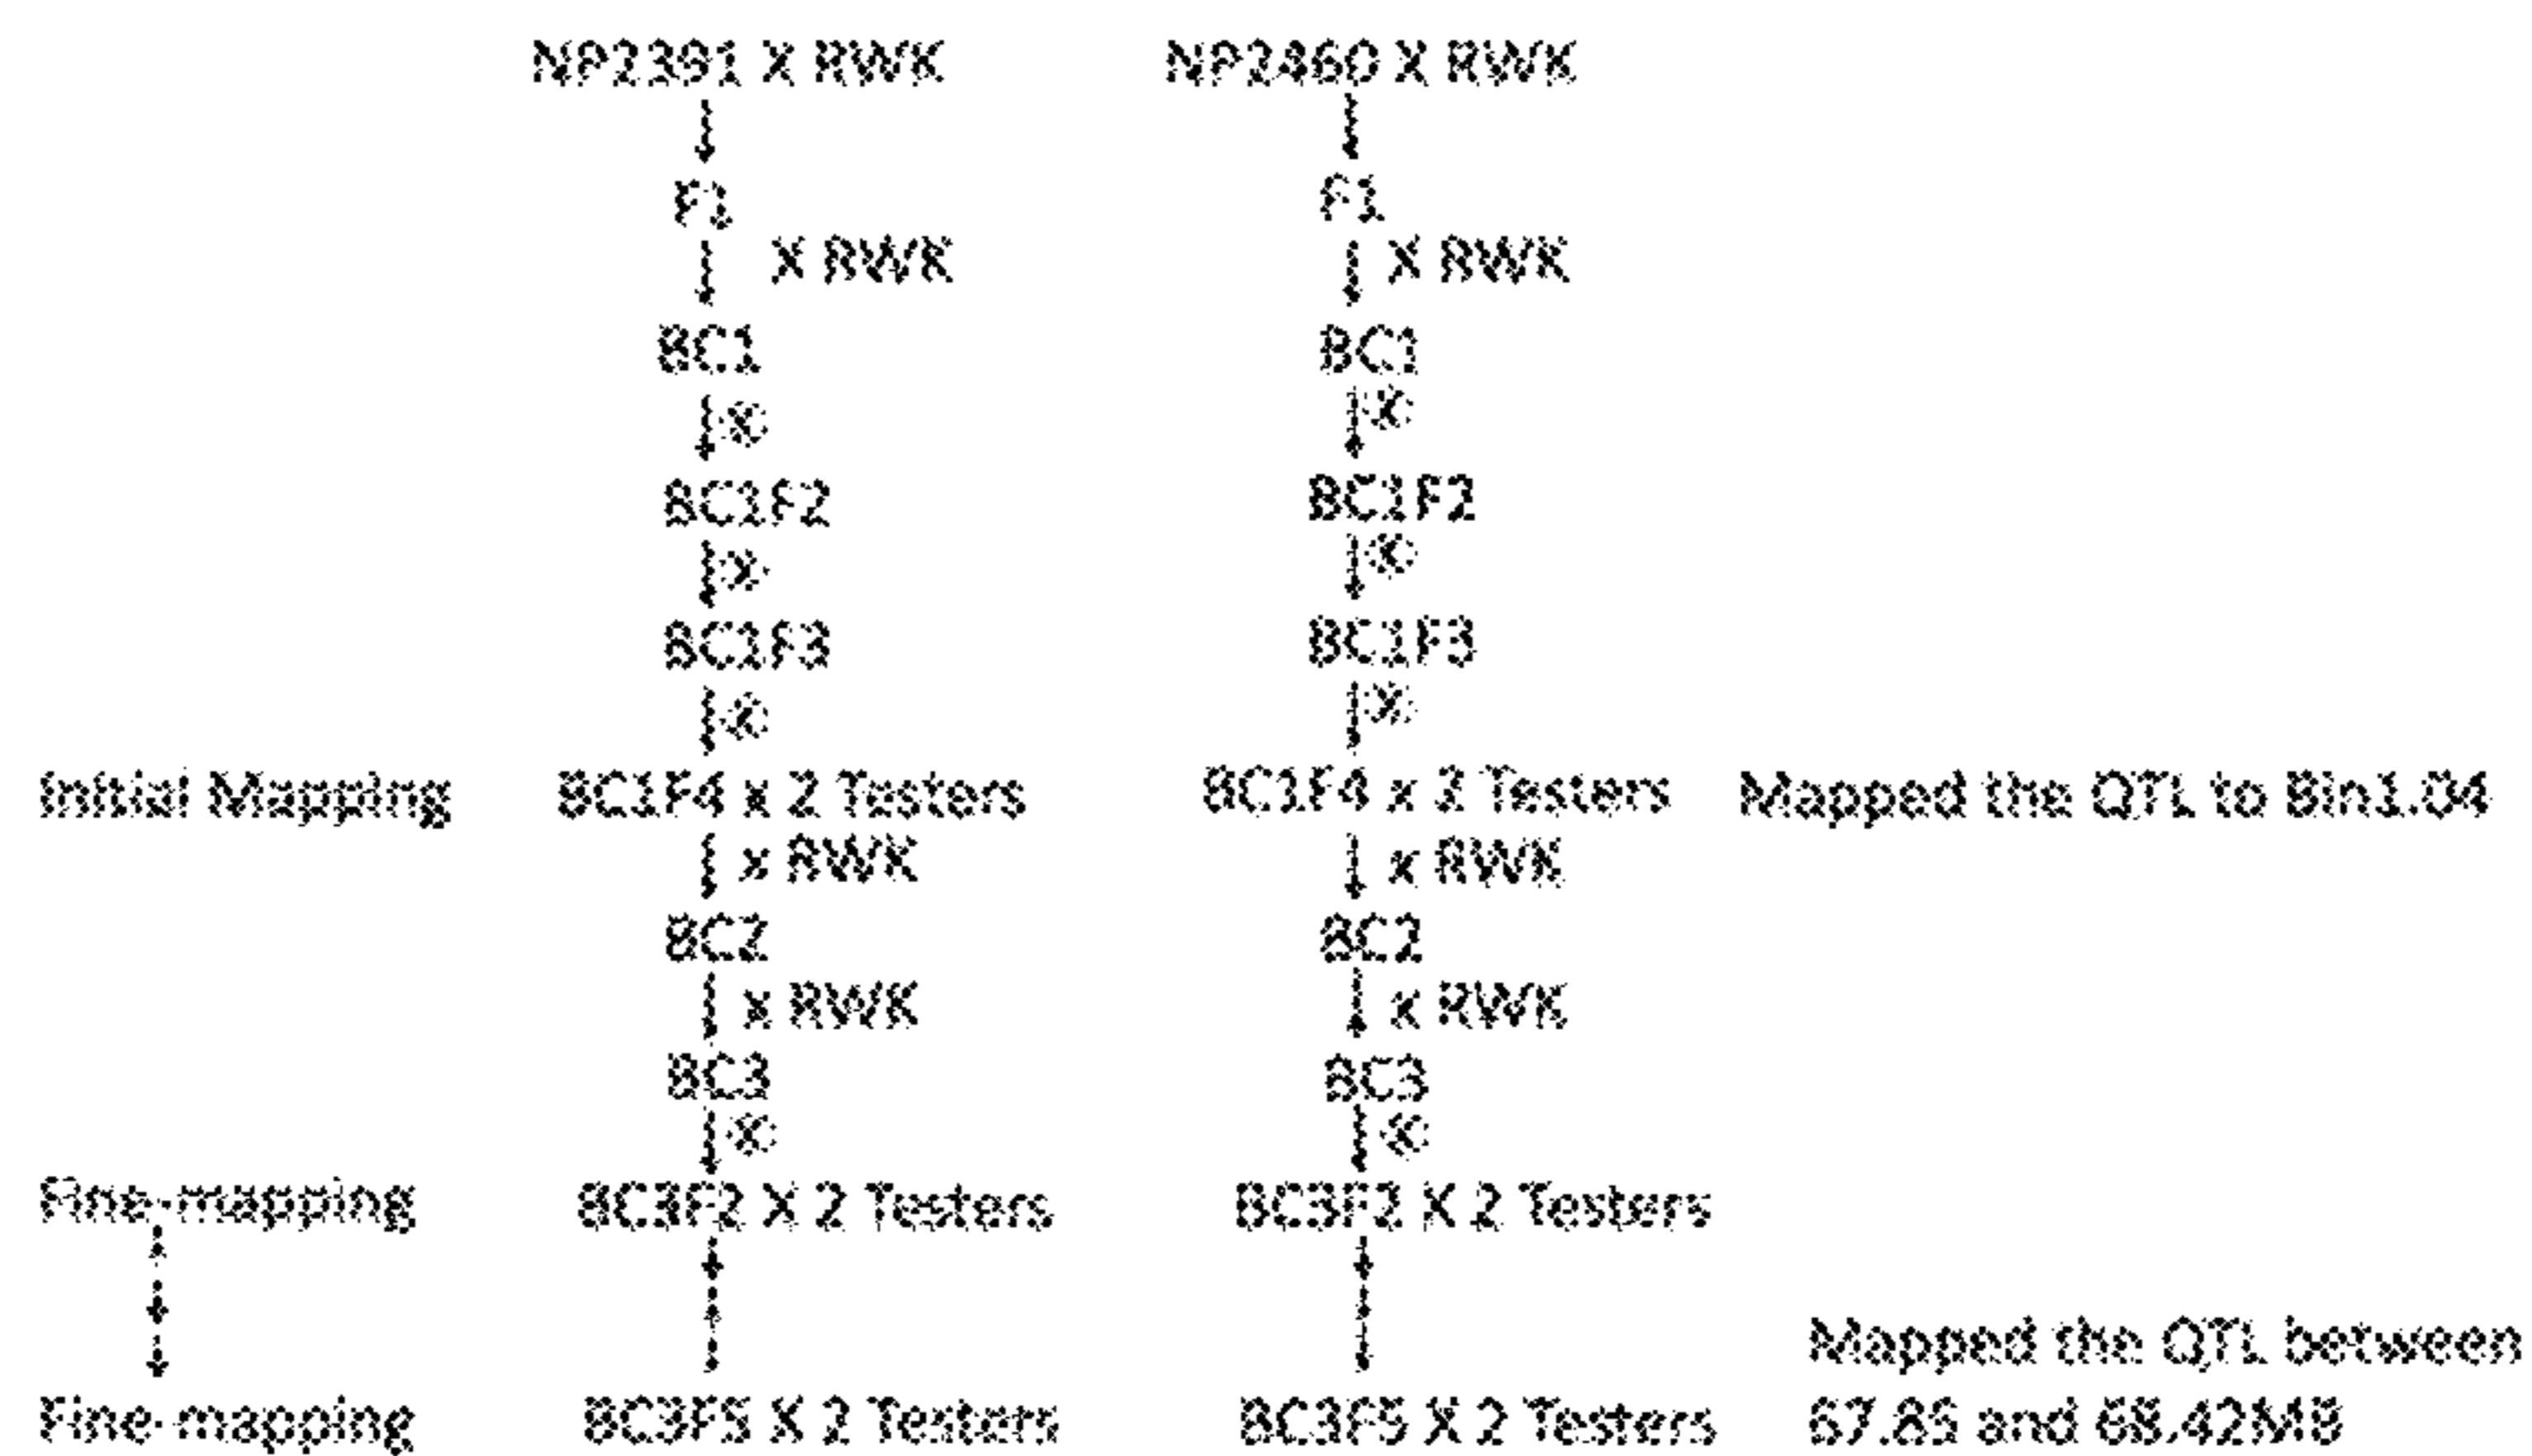 NP2391 X RWK NP2460 X RWK
F1 F1
X RWK X RWK
BC1 BC1
BC1F2 BC1F2
BC1F3 BC1F3
Initial Mapping BC1F4 x 2 Testers BC1F4 x 2 Testers Mapped the QTL to Bin1.04
x RWK x RWK
BC2 BC2
x RWK x RWK
BC3 BC3
Fine-mapping BC3F2 X 2 Testers BC3F2 X 2 Testers
Mapped the QTL between
Fine-mapping BC3F5 X 2 Testers BC3F5 X 2 Testers 67.85 and 68.42MB